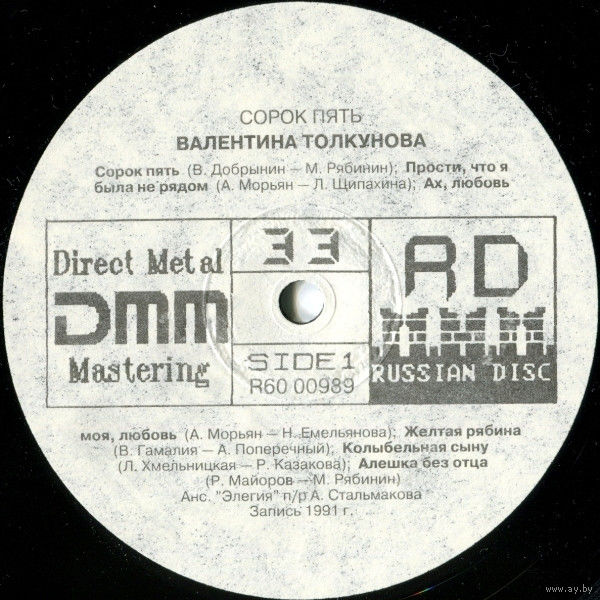 СОРОК ПЯТЬ
ВАЛЕНТИНА ТОЛКУНОВА
Сорок пять (В. Добрынин — М. Рябинин); Прости, что я
была не рядом (А. Морьян — Л. Щипахина); Ах, любовь
Direct Metal
DMM
Mastering
33
SIDE 1
R60 00989
RD
RUSSIAN DISC
моя, любовь (А. Морьян — Н. Емельянова); Желтая рябина
(В. Гамалия — А. Поперечный); Колыбельная сыну
(Л. Хмельницкая — Р. Казакова); Алешка без отца
(Р. Майоров — М. Рябинин)
Анс. "Элегия" п/р А. Стальмакова
Запись 1991 г.
www.ay.by